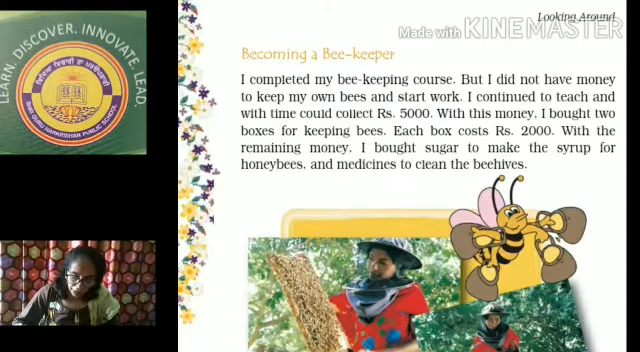 LEARN. DISCOVER. INNOVATE. LEAD.
SHRI GURU HARKRISHAN PUBLIC SCHOOL
Looking Around
Made with KINEMASTER
Becoming a Bee-keeper
I completed my bee-keeping course. But I did not have money
to keep my own bees and start work. I continued to teach and
with time could collect Rs. 5000. With this money, I bought two
boxes for keeping bees. Each box costs Rs. 2000. With the
remaining money, I bought sugar to make the syrup for
honeybees, and medicines to clean the beehives.